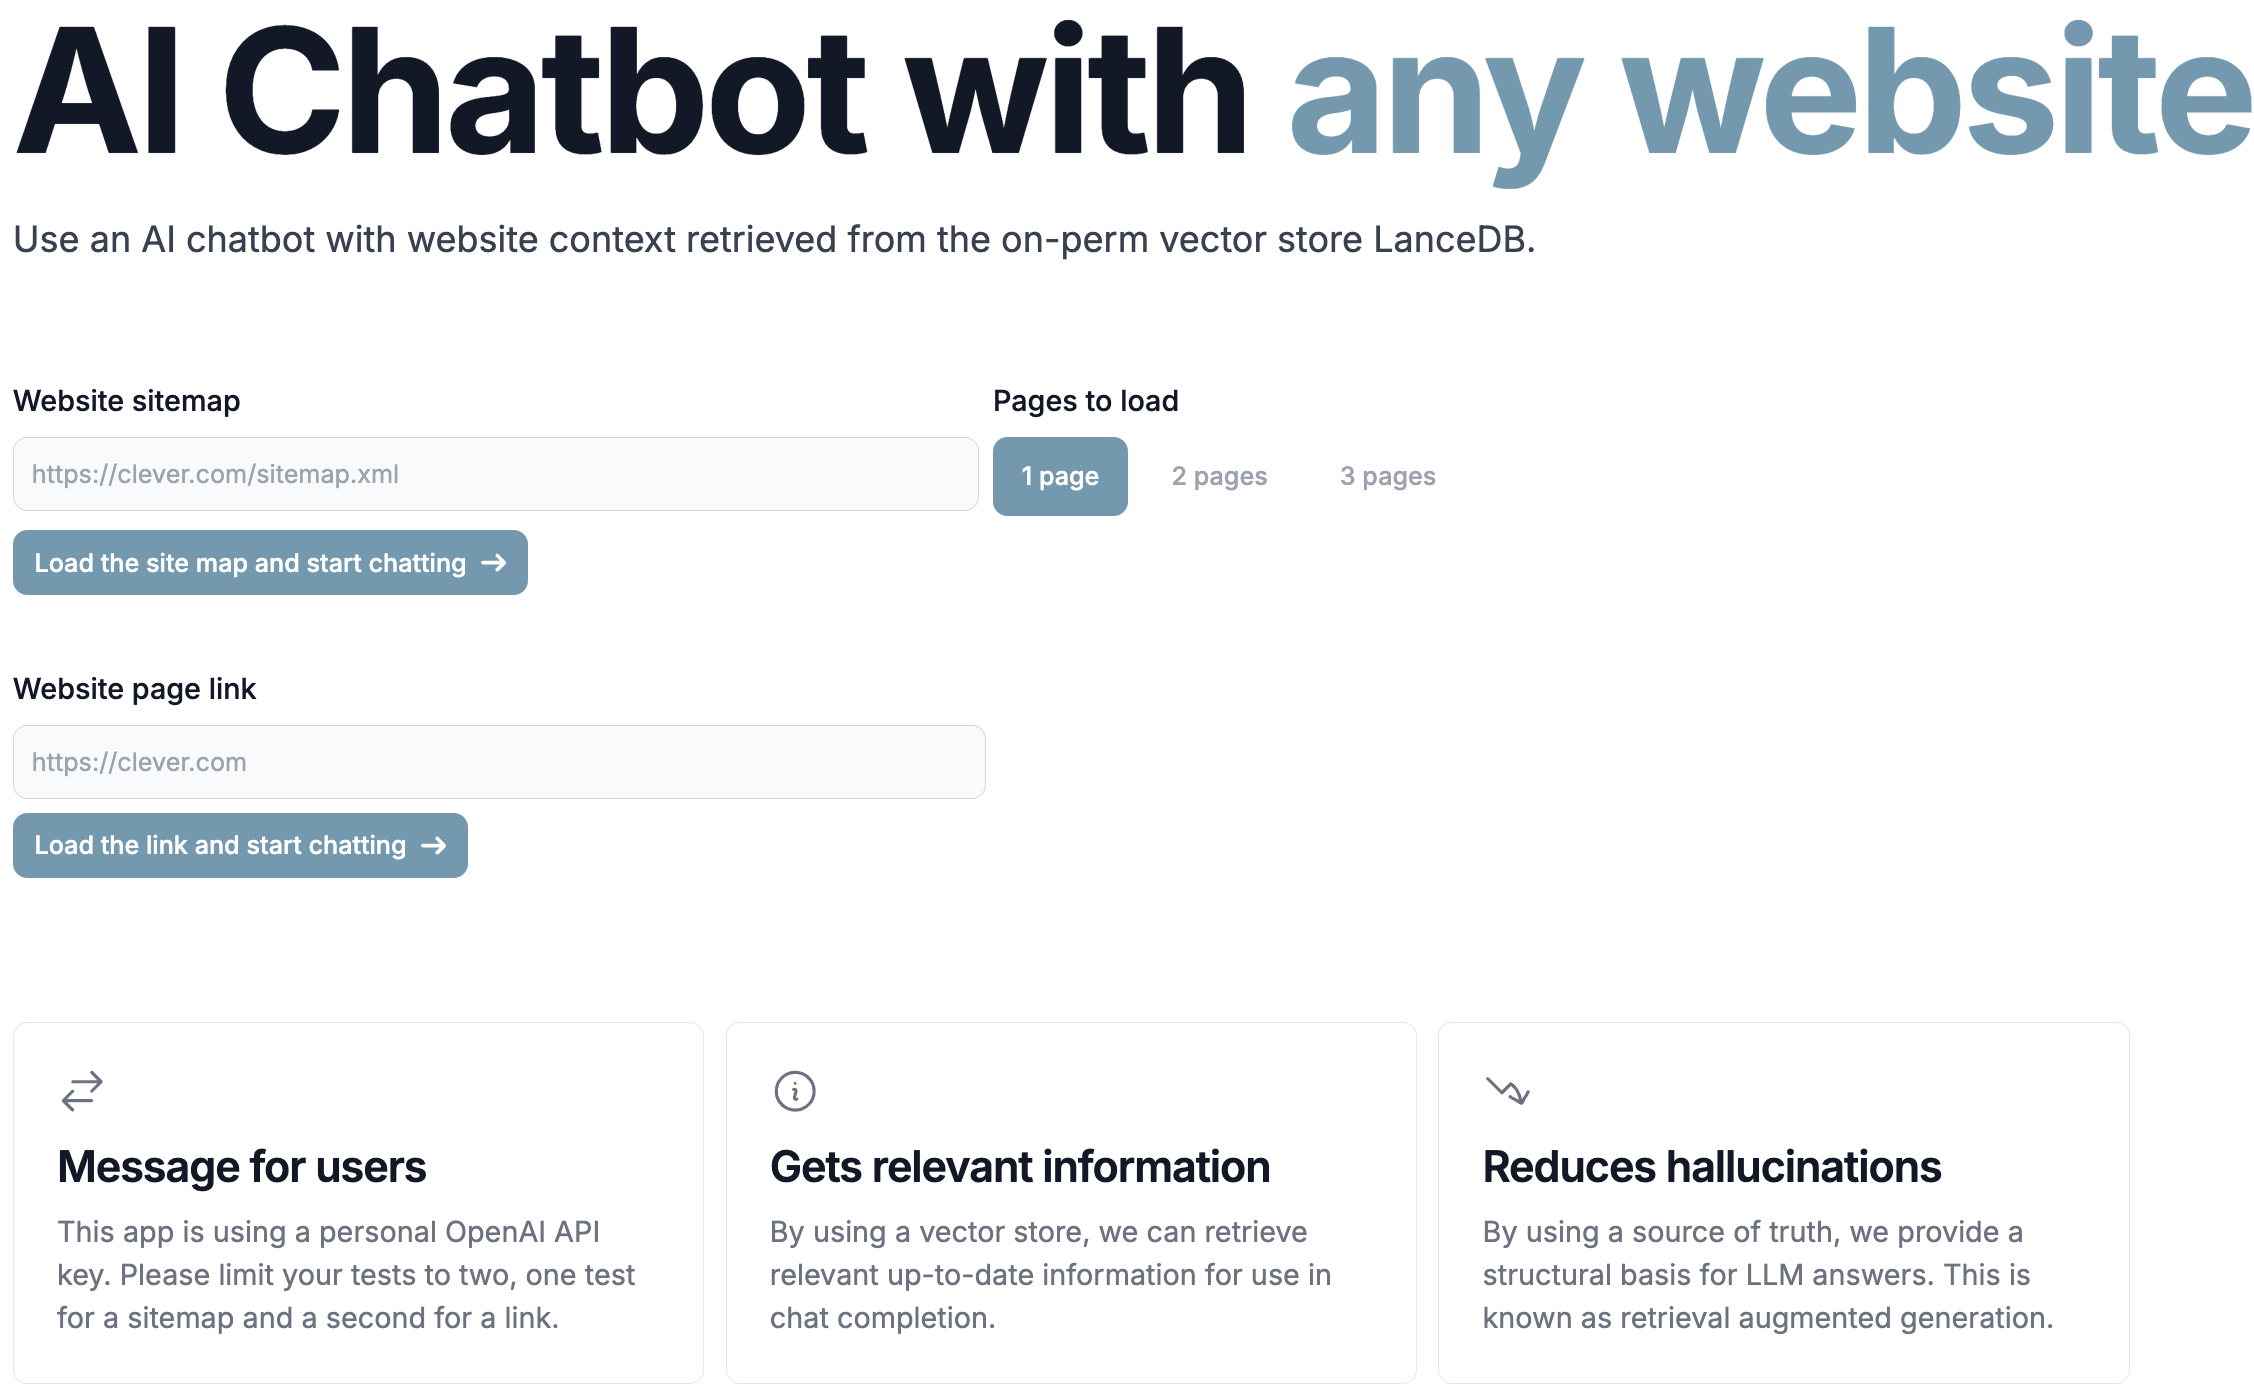 AI Chatbot with any website
Use an AI chatbot with website context retrieved from the on-perm vector store LanceDB.
Website sitemap
https://clever.com/sitemap.xml
Load the site map and start chatting →
Pages to load
1 page 2 pages 3 pages
Website page link
https://clever.com
Load the link and start chatting →
Message for users
This app is using a personal OpenAI API
key. Please limit your tests to two, one test
for a sitemap and a second for a link.
Gets relevant information
By using a vector store, we can retrieve
relevant up-to-date information for use in
chat completion.
Reduces hallucinations
By using a source of truth, we provide a
structural basis for LLM answers. This is
known as retrieval augmented generation.